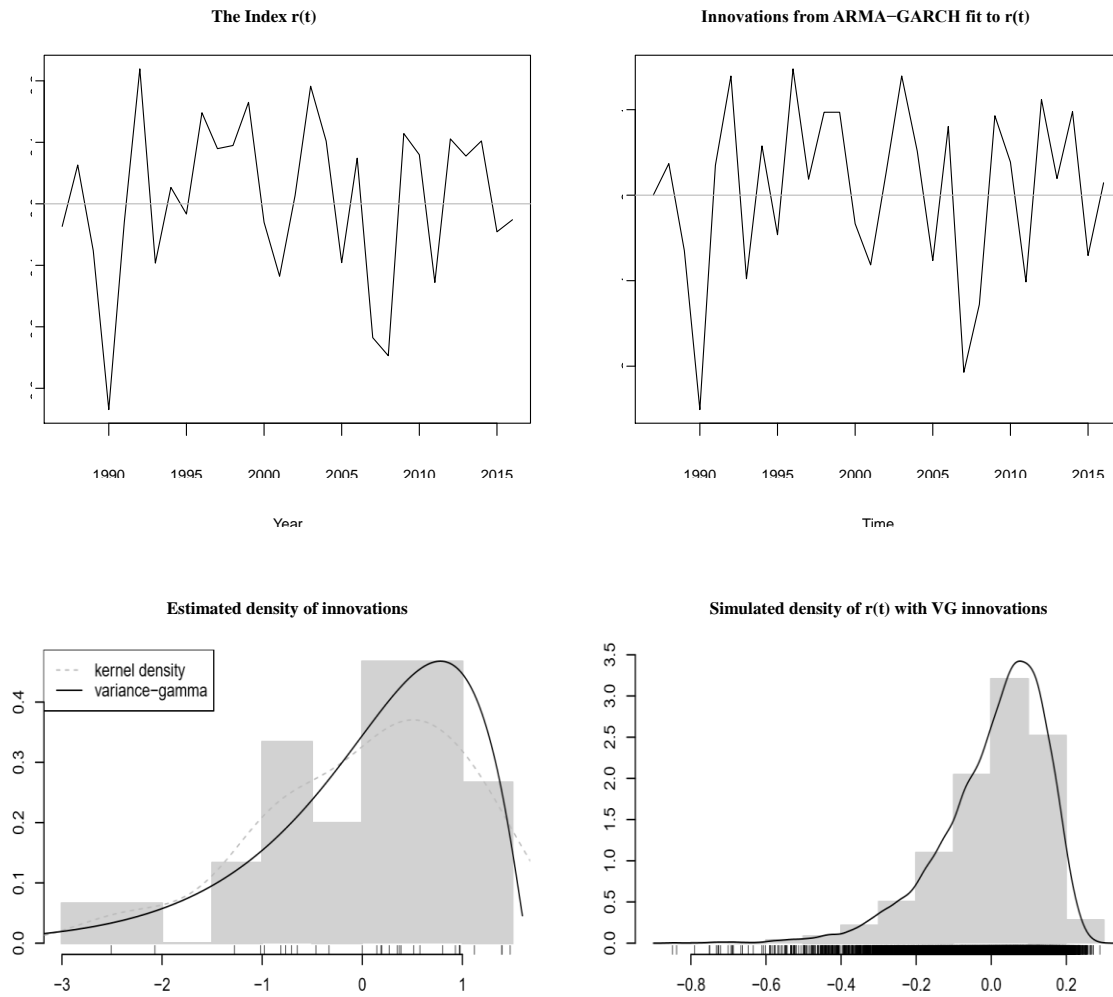 The Index r(t)
Innovations from ARMA−GARCH fit to r(t)
1990 1995 2000 2005 2010 2015
1990 1995 2000 2005 2010 2015
Year
Time
Estimated density of innovations
Simulated density of r(t) with VG innovations
kernel density
variance−gamma
0.4
0.3
0.2
0.1
0.0
−3 −2 −1 0 1
3.5
3.0
2.5
2.0
1.5
1.0
0.5
0.0
−0.8 −0.6 −0.4 −0.2 0.0 0.2